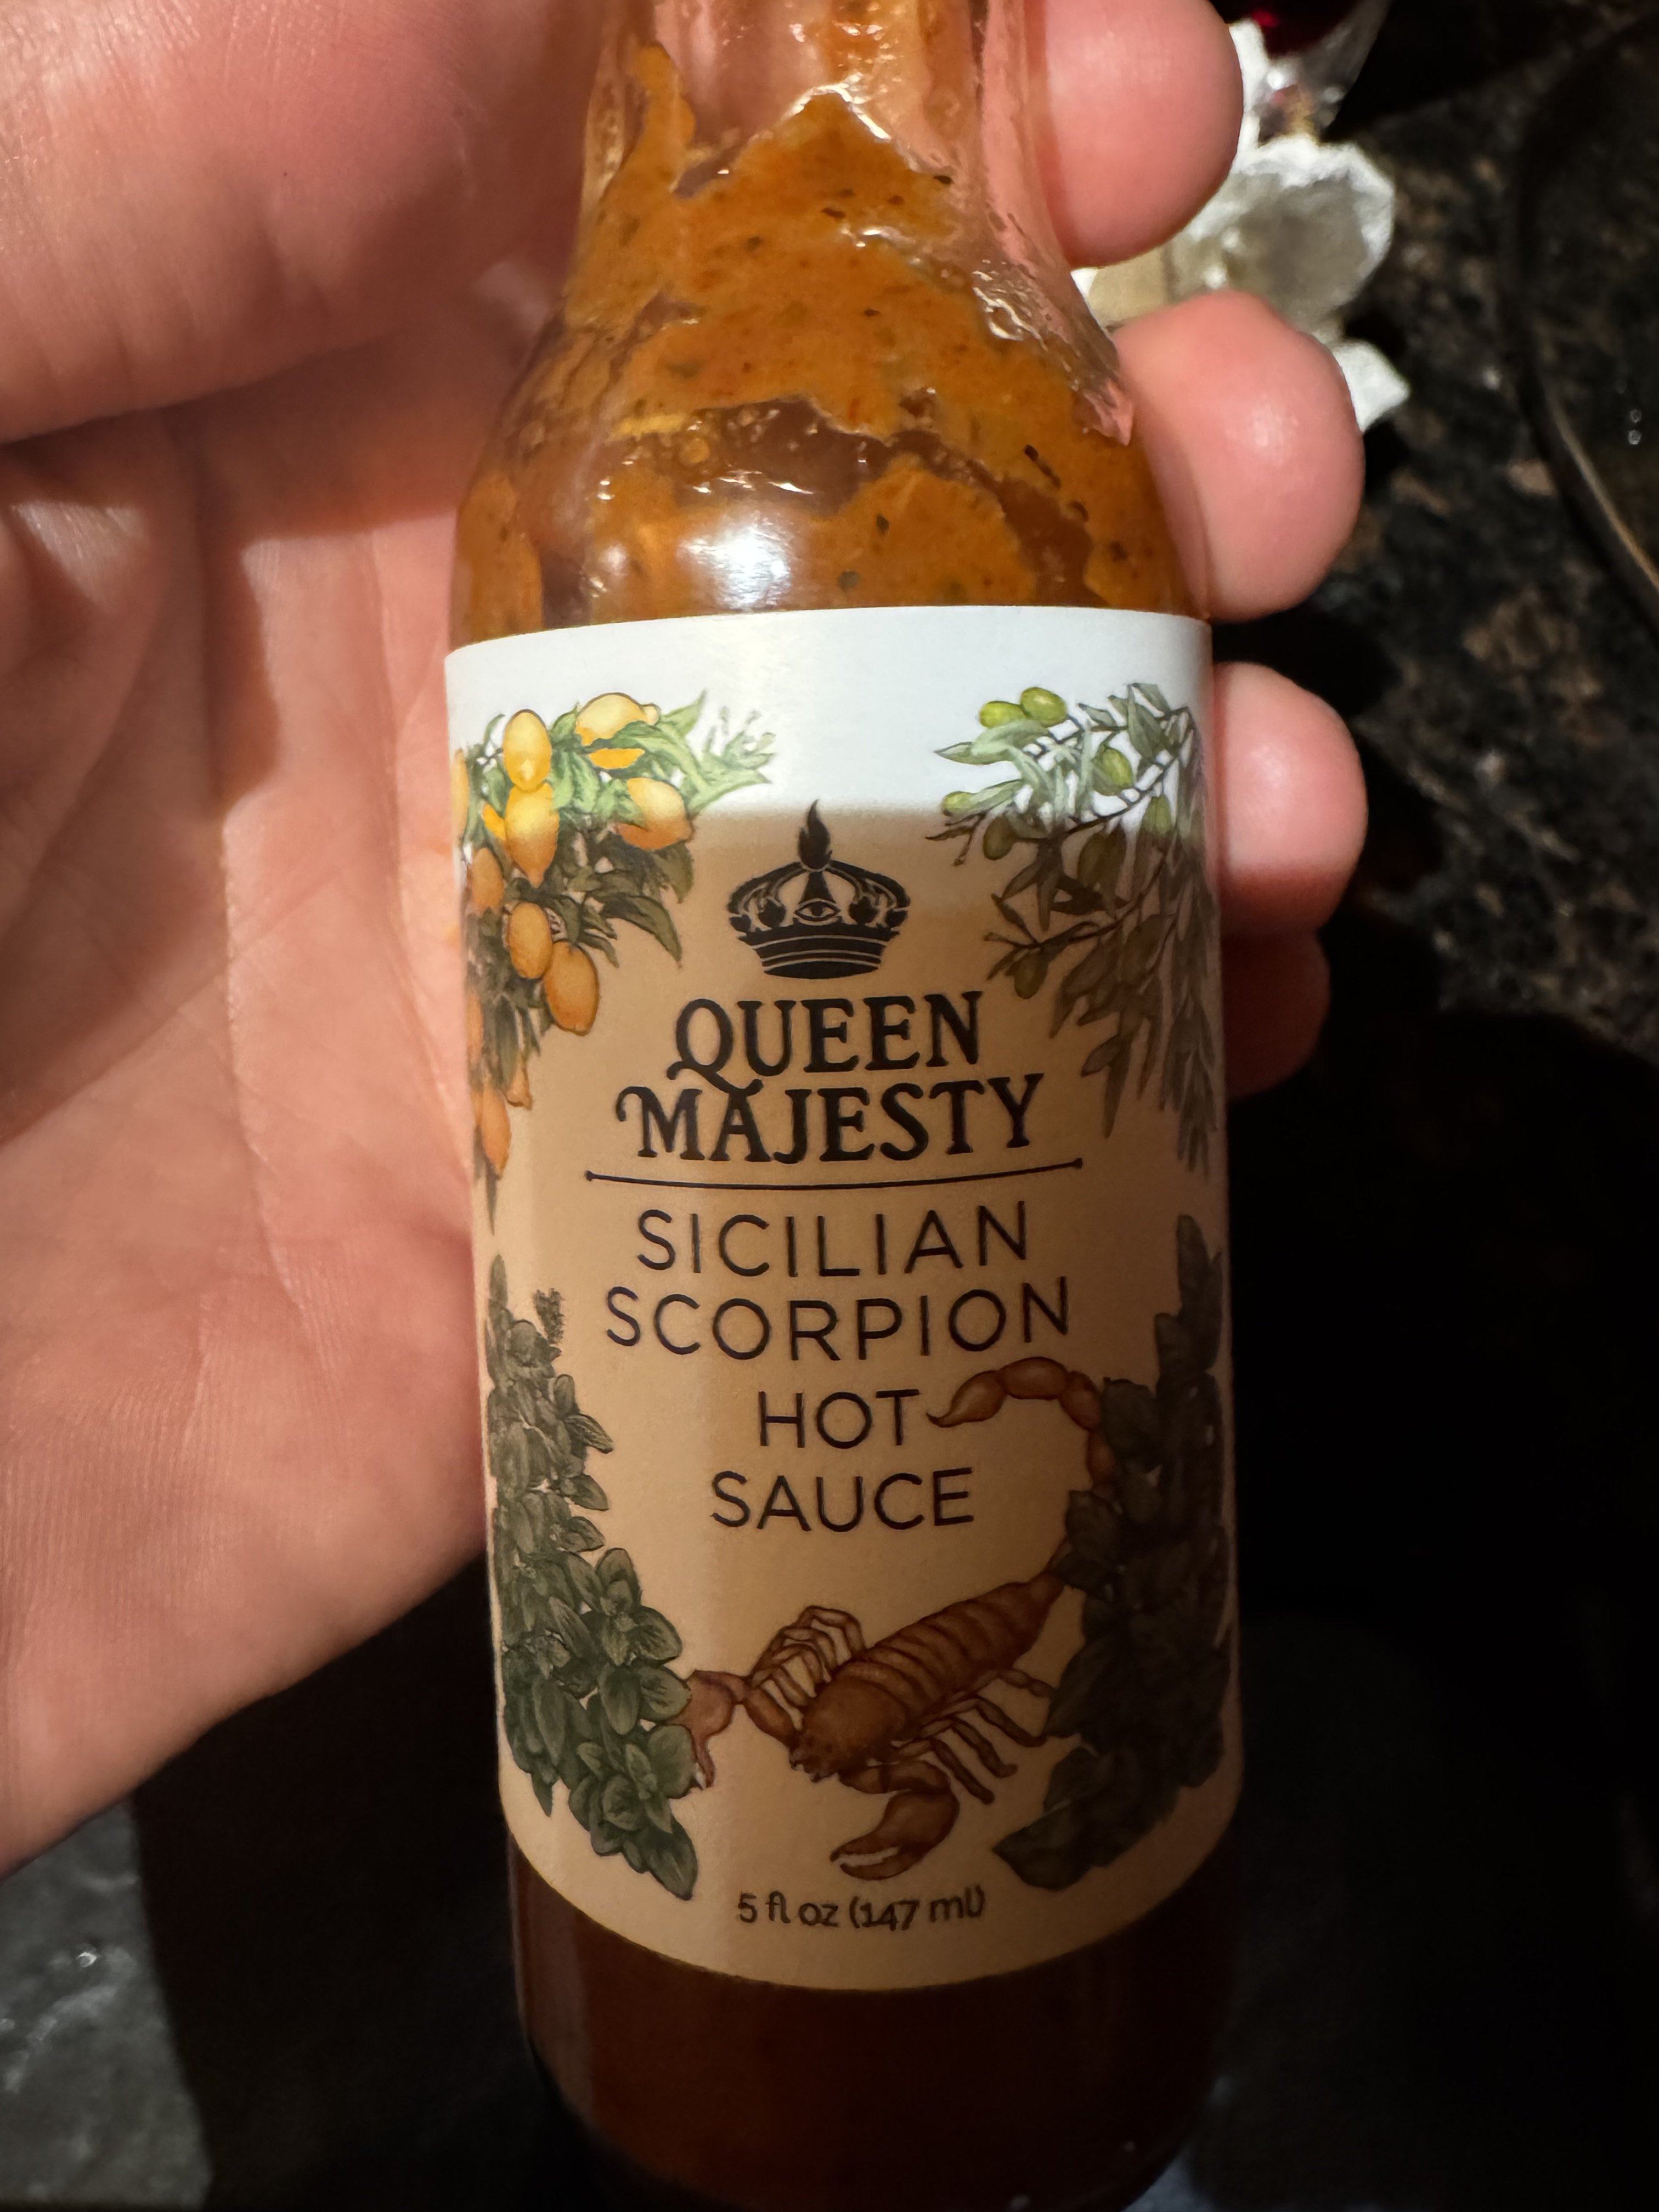 QUEEN
MAJESTY
SICILIAN
SCORPION
HOT
SAUCE
5 fl oz (147 ml)